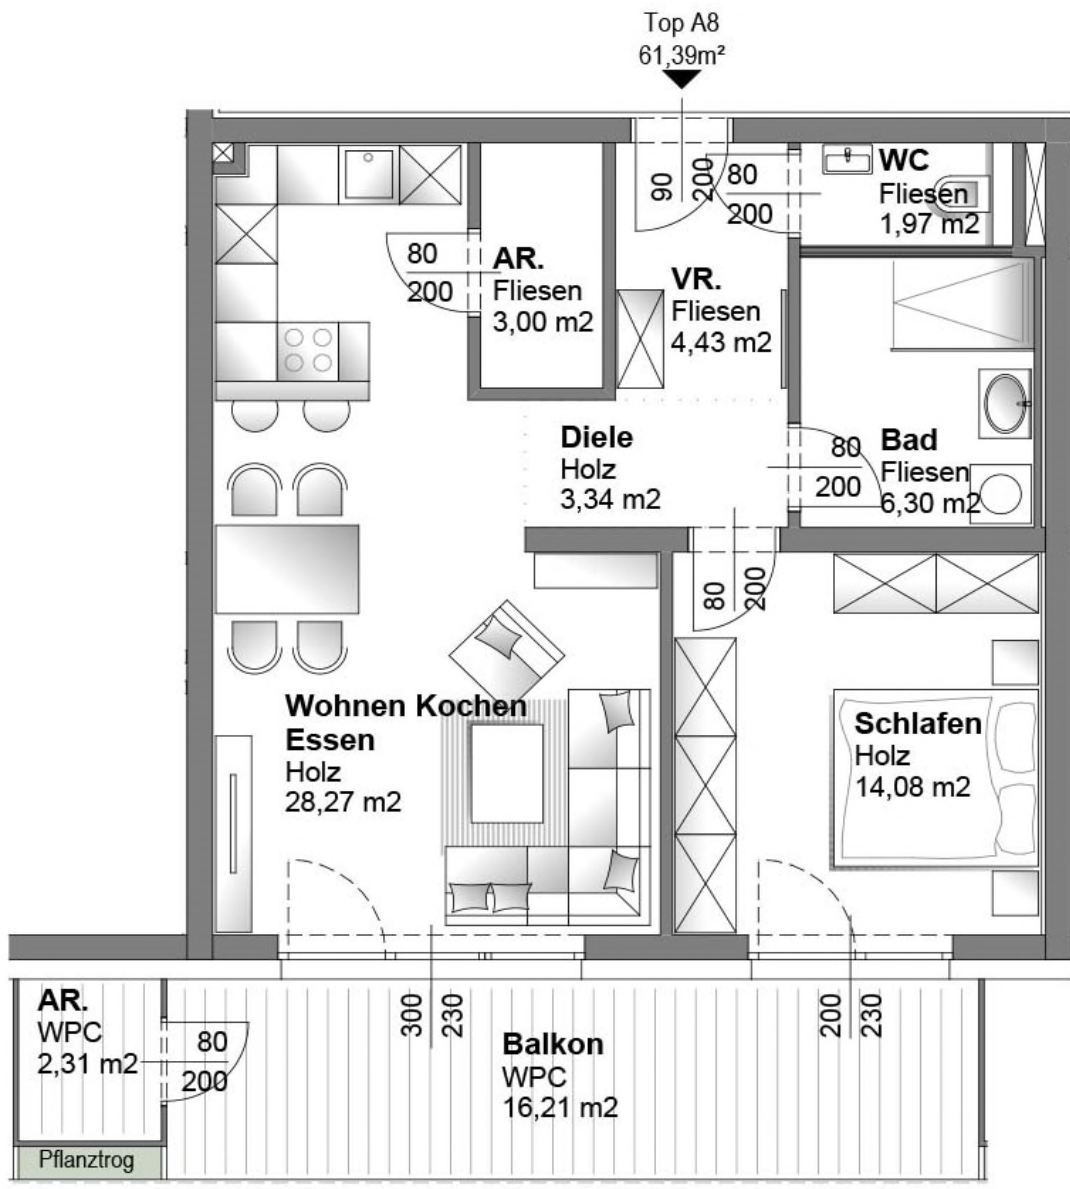 Top A8
61,39m²
90
200
80
200
WC
Fliesen
1,97 m2
80
200
AR.
Fliesen
3,00 m2
VR.
Fliesen
4,43 m2
Diele
Holz
3,34 m2
80
200
Bad
Fliesen
6,30 m2
80
200
Wohnen Kochen
Essen
Holz
28,27 m2
Schlafen
Holz
14,08 m2
300
230
200
230
AR.
WPC
2,31 m2
80
200
Balkon
WPC
16,21 m2
Pflanztrog